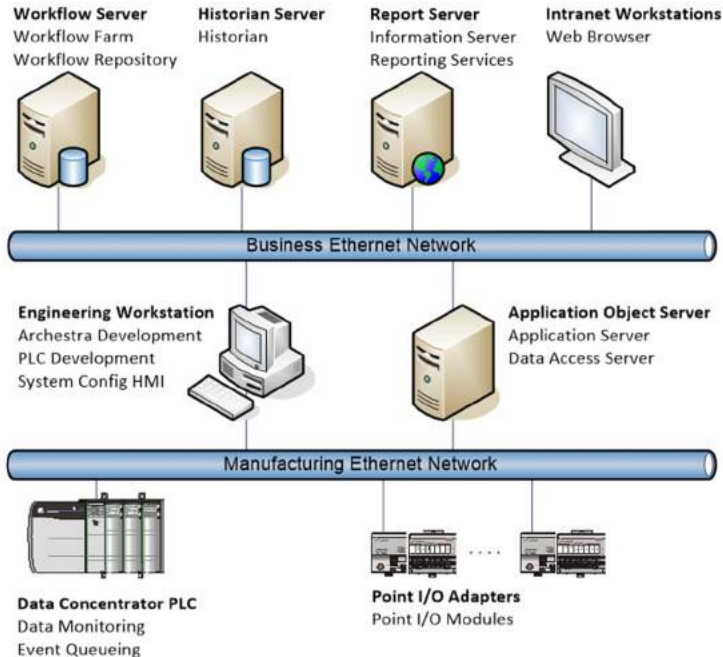 Workflow Server
Workflow Farm
Workflow Repository
Historian Server
Historian
Report Server
Information Server
Reporting Services
Intranet Workstations
Web Browser
Business Ethernet Network
Engineering Workstation
Archestra Development
PLC Development
System Config HMI
Application Object Server
Application Server
Data Access Server
Manufacturing Ethernet Network
Data Concentrator PLC
Data Monitoring
Event Queueing
. . . .
Point I/O Adapters
Point I/O Modules